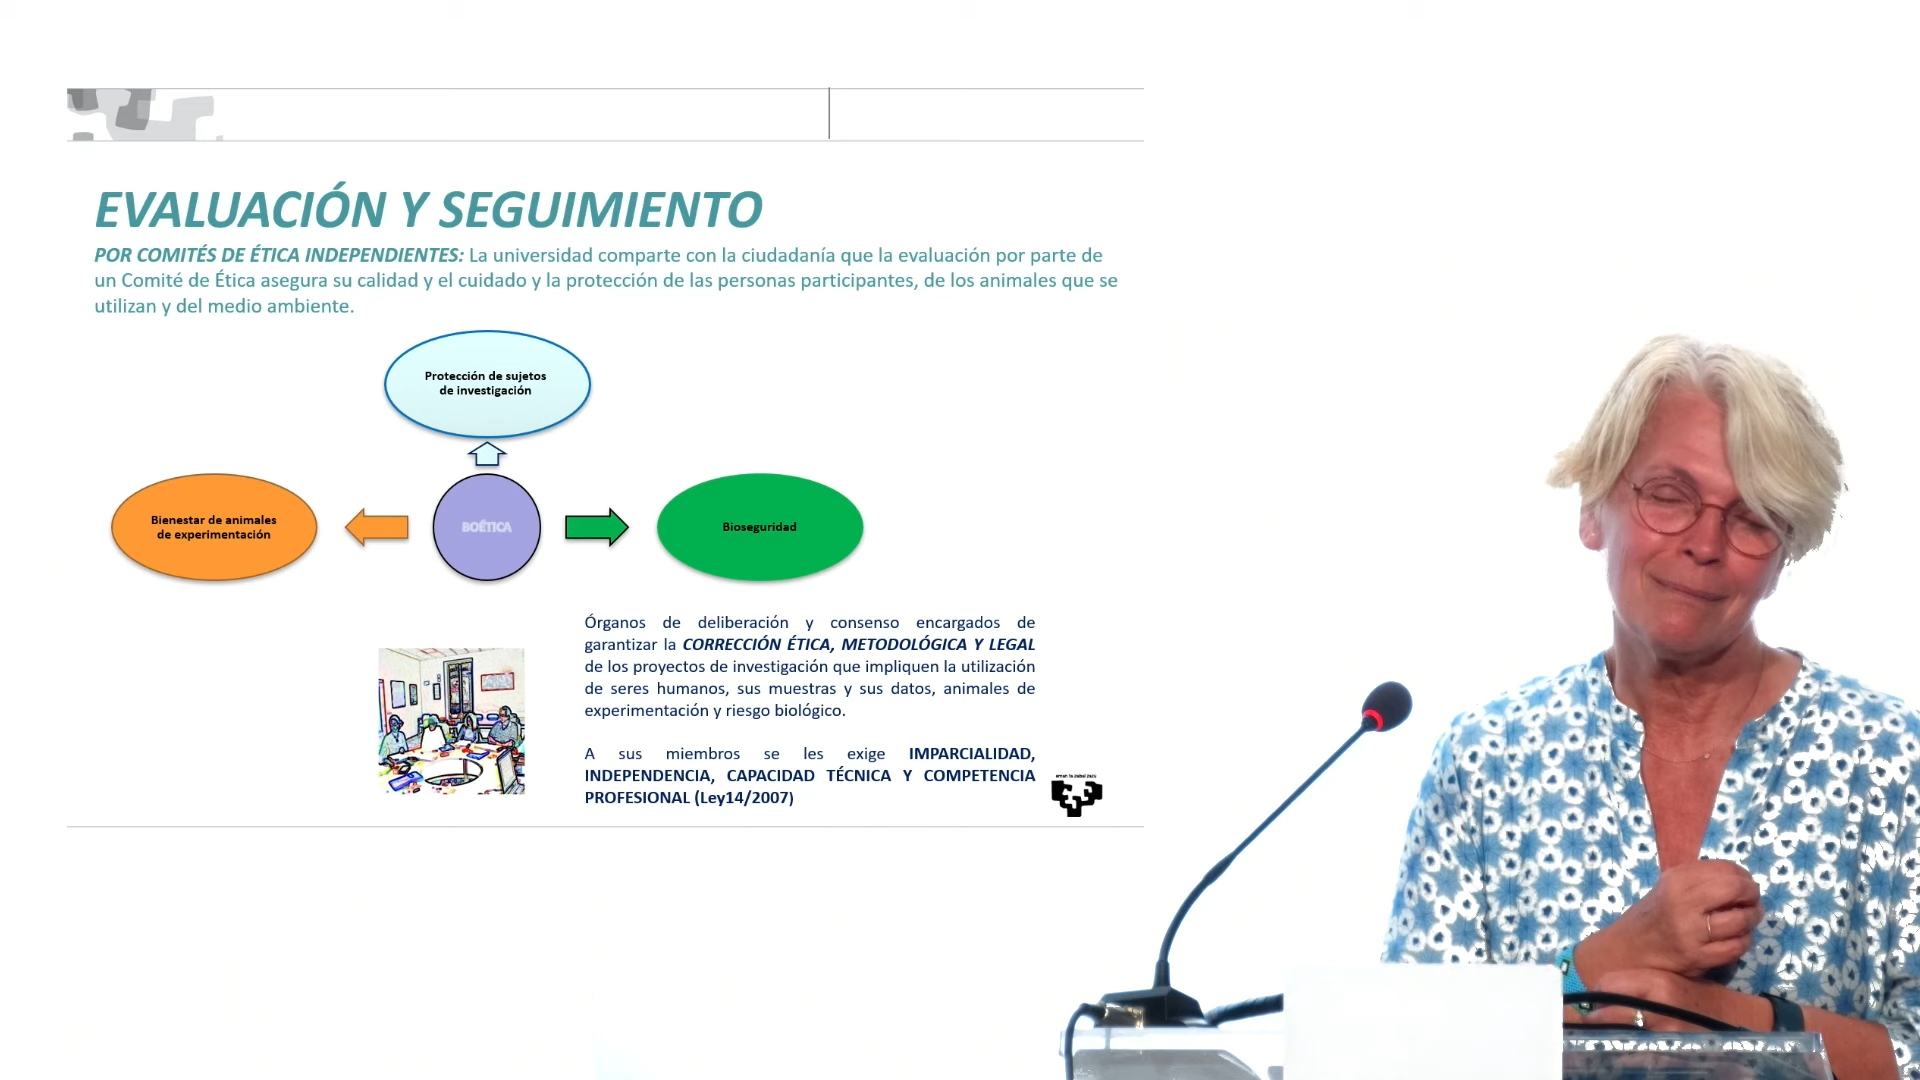 EVALUACIÓN Y SEGUIMIENTO
POR COMITÉS DE ÉTICA INDEPENDIENTES: La universidad comparte con la ciudadanía que la evaluación por parte de
un Comité de Ética asegura su calidad y el cuidado y la protección de las personas participantes, de los animales que se
utilizan y del medio ambiente.
Protección de sujetos
de investigación
Bienestar de animales
de experimentación
BOÉTICA
Bioseguridad
Órganos de deliberación y consenso encargados de
garantizar la CORRECCIÓN ÉTICA, METODOLÓGICA Y LEGAL
de los proyectos de investigación que impliquen la utilización
de seres humanos, sus muestras y sus datos, animales de
experimentación y riesgo biológico.
A sus miembros se les exige IMPARCIALIDAD,
INDEPENDENCIA, CAPACIDAD TÉCNICA Y COMPETENCIA
PROFESIONAL (Ley14/2007)
eman ta zabal zazu